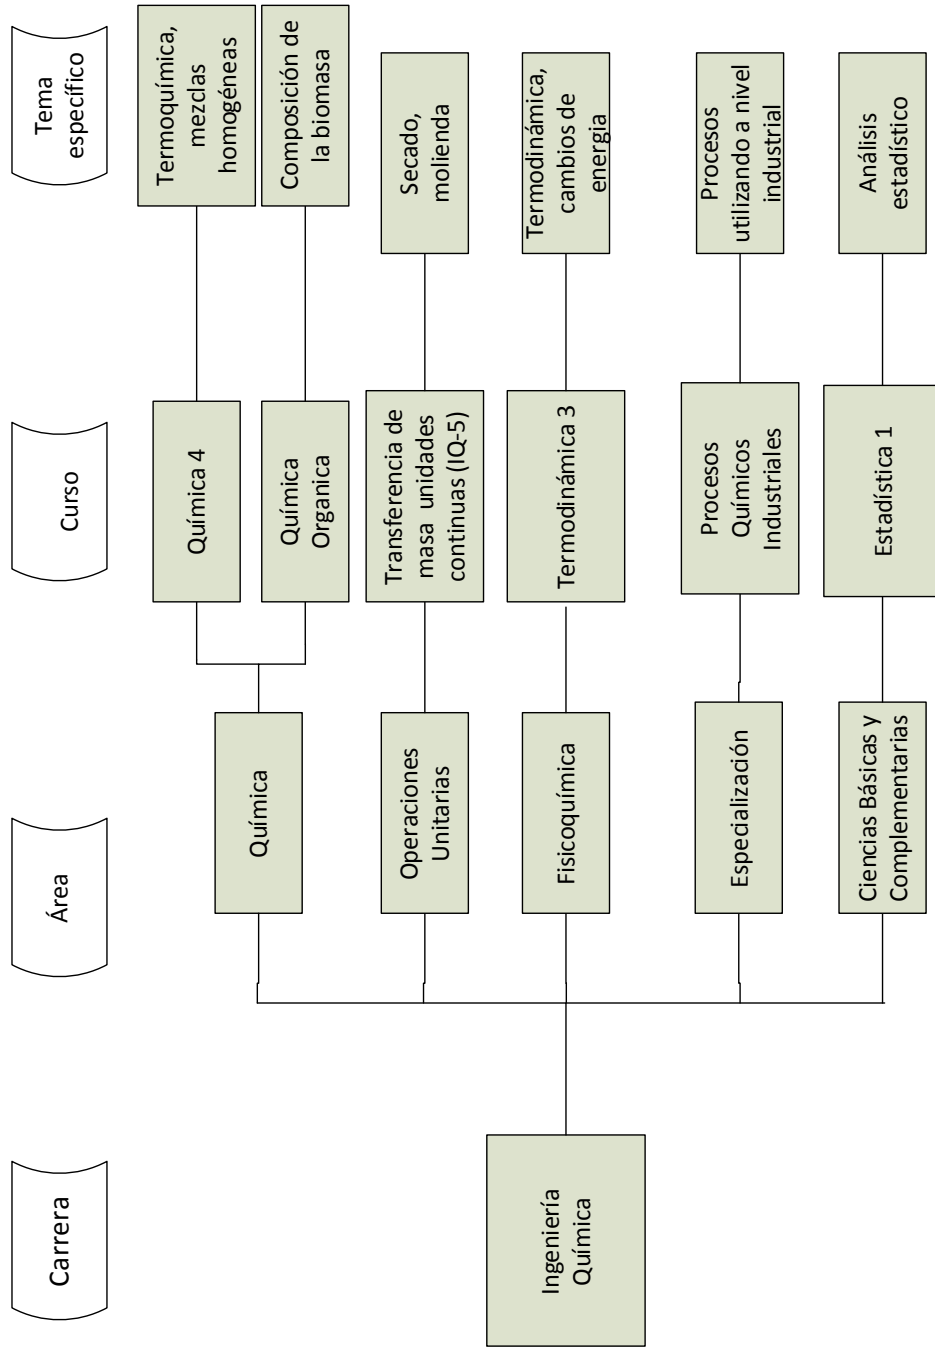 Carrera
Área
Curso
Tema
específico
Ingeniería
Química
Química
Química 4
Termoquímica,
mezclas
homogéneas
Química
Organica
Composición de
la biomasa
Operaciones
Unitarias
Transferencia de
masa unidades
continuas (IQ-5)
Secado,
molienda
Fisicoquímica
Termodinámica 3
Termodinámica,
cambios de
energia
Especialización
Procesos
Químicos
Industriales
Procesos
utilizando a nivel
industrial
Ciencias Básicas y
Complementarias
Estadística 1
Análisis
estadístico